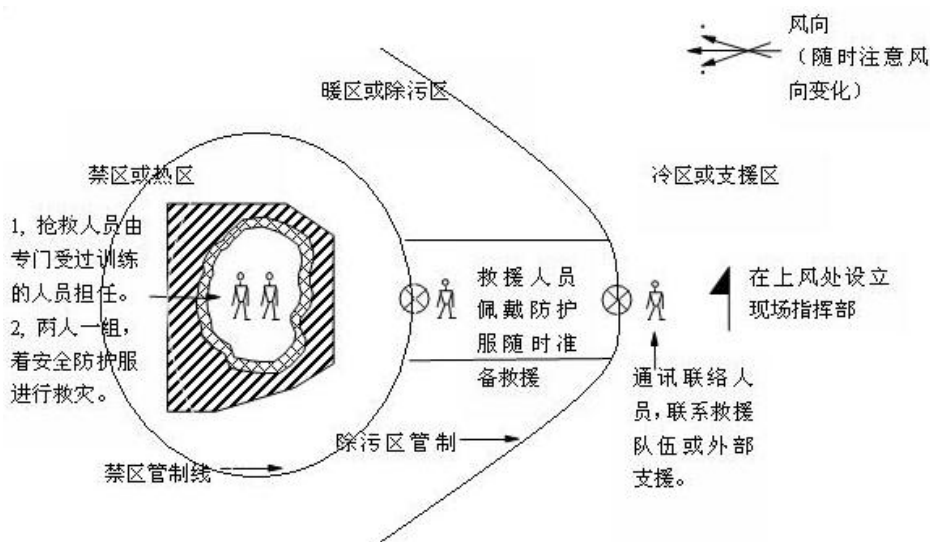 风向
（随时注意风
向变化）
暖区或除污区
禁区或热区
冷区或支援区
1, 抢救人员由
专门受过训练
的人员担任。
2, 两人一组，
着安全防护服
进行救灾。
救援人员
佩戴防护
服随时准
备救援
在上风处设立
现场指挥部
通讯联络人
员，联系救援
队伍或外部
支援。
除污区管制
禁区管制线